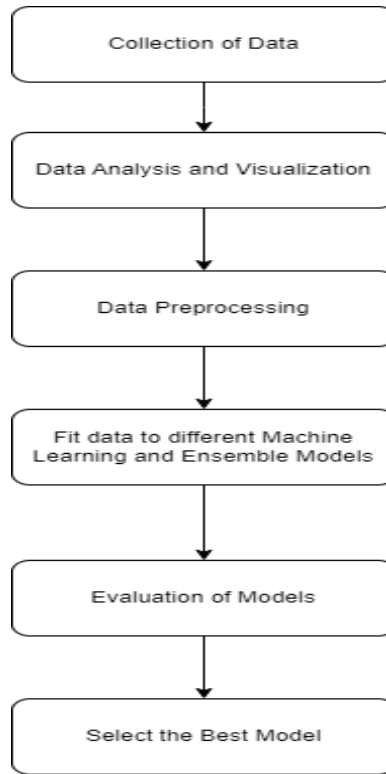 Collection of Data
Data Analysis and Visualization
Data Preprocessing
Fit data to different Machine
Learning and Ensemble Models
Evaluation of Models
Select the Best Model